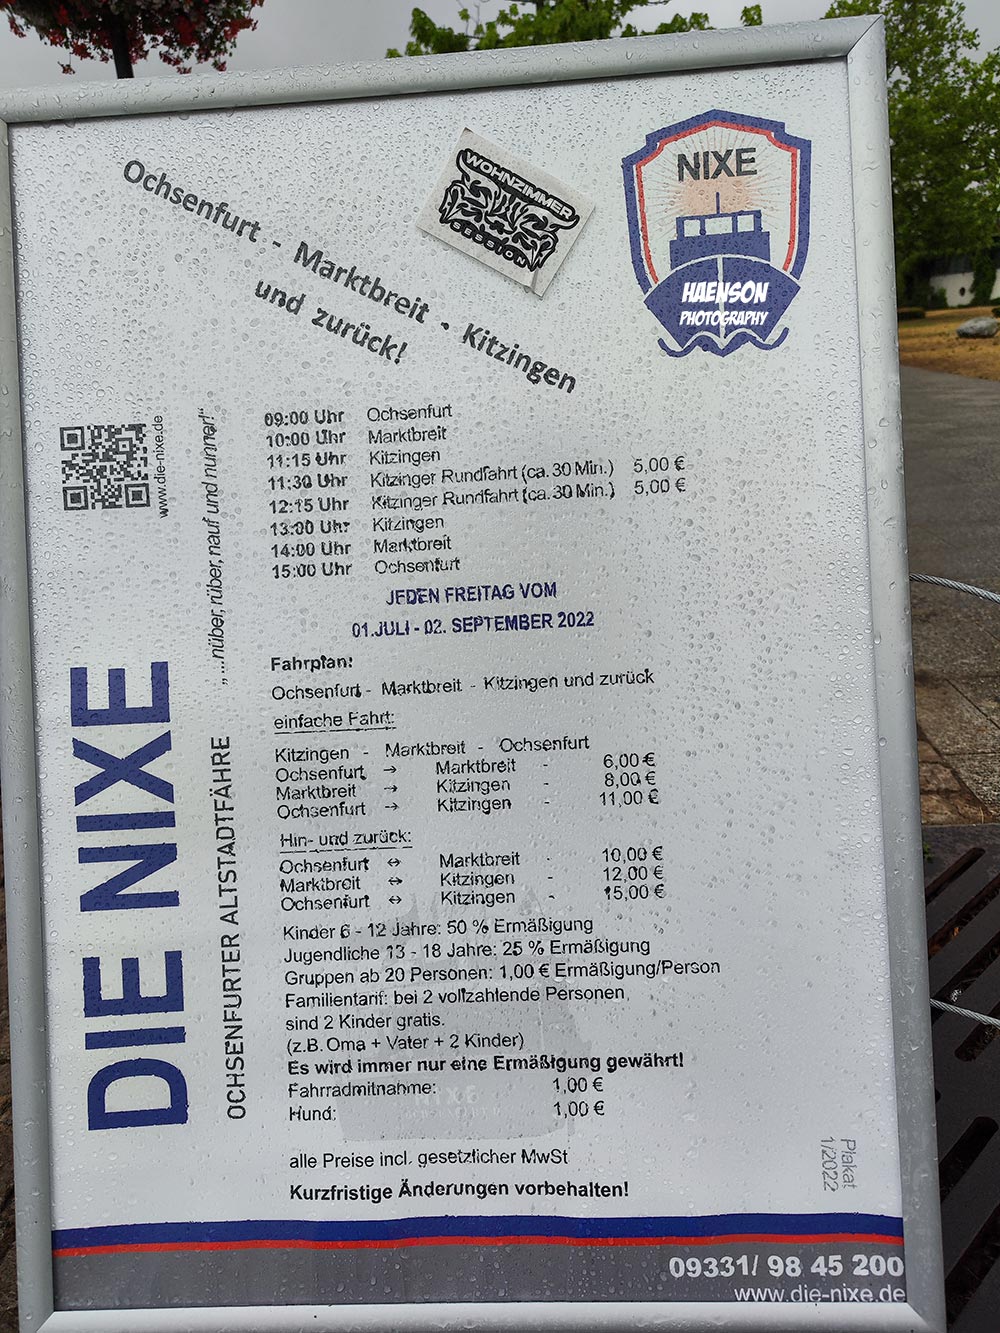 Ochsenfurt - Marktbreit - Kitzingen
und zurück!
WOHNZIMMER
SESSION
NIXE
HAENSON
PHOTOGRAPHY
www.die-nixe.de
„...nüber, rüber, nauf und nunner!“
DIE NIXE
OCHSENFURTER ALTSTADTFÄHRE
09:00 Uhr Ochsenfurt
10:00 Uhr Marktbreit
11:15 Uhr Kitzingen
11:30 Uhr Kitzinger Rundfahrt (ca. 30 Min.) 5,00 €
12:15 Uhr Kitzinger Rundfahrt (ca. 30 Min.) 5,00 €
13:00 Uhr Kitzingen
14:00 Uhr Marktbreit
15:00 Uhr Ochsenfurt
JEDEN FREITAG VOM
01.JULI - 02. SEPTEMBER 2022
Fahrplan:
Ochsenfurt - Marktbreit - Kitzingen und zurück
einfache Fahrt:
Kitzingen - Marktbreit - Ochsenfurt
Ochsenfurt → Marktbreit - 6,00 €
Marktbreit → Kitzingen - 8,00 €
Ochsenfurt → Kitzingen - 11,00 €
Hin- und zurück:
Ochsenfurt ↔ Marktbreit - 10,00 €
Marktbreit ↔ Kitzingen - 12,00 €
Ochsenfurt ↔ Kitzingen - 15,00 €
Kinder 6 - 12 Jahre: 50 % Ermäßigung
Jugendliche 13 - 18 Jahre: 25 % Ermäßigung
Gruppen ab 20 Personen: 1,00 € Ermäßigung/Person
Familientarif: bei 2 vollzahlende Personen,
sind 2 Kinder gratis.
(z.B. Oma + Vater + 2 Kinder)
Es wird immer nur eine Ermäßigung gewährt!
Fahrradmitnahme: 1,00 €
Hund: 1,00 €
alle Preise incl. gesetzlicher MwSt
Kurzfristige Änderungen vorbehalten!
Plakat
1/2022
09331/ 98 45 200
www.die-nixe.de